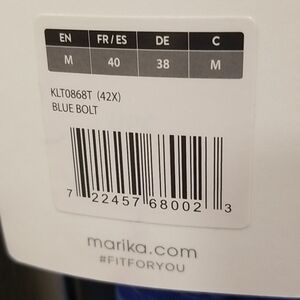 EN FR/ES DE C
M 40 38 M
KLT0868T (42X)
BLUE BOLT
7 22457 68002 3
marika.com
#FITFORYOU